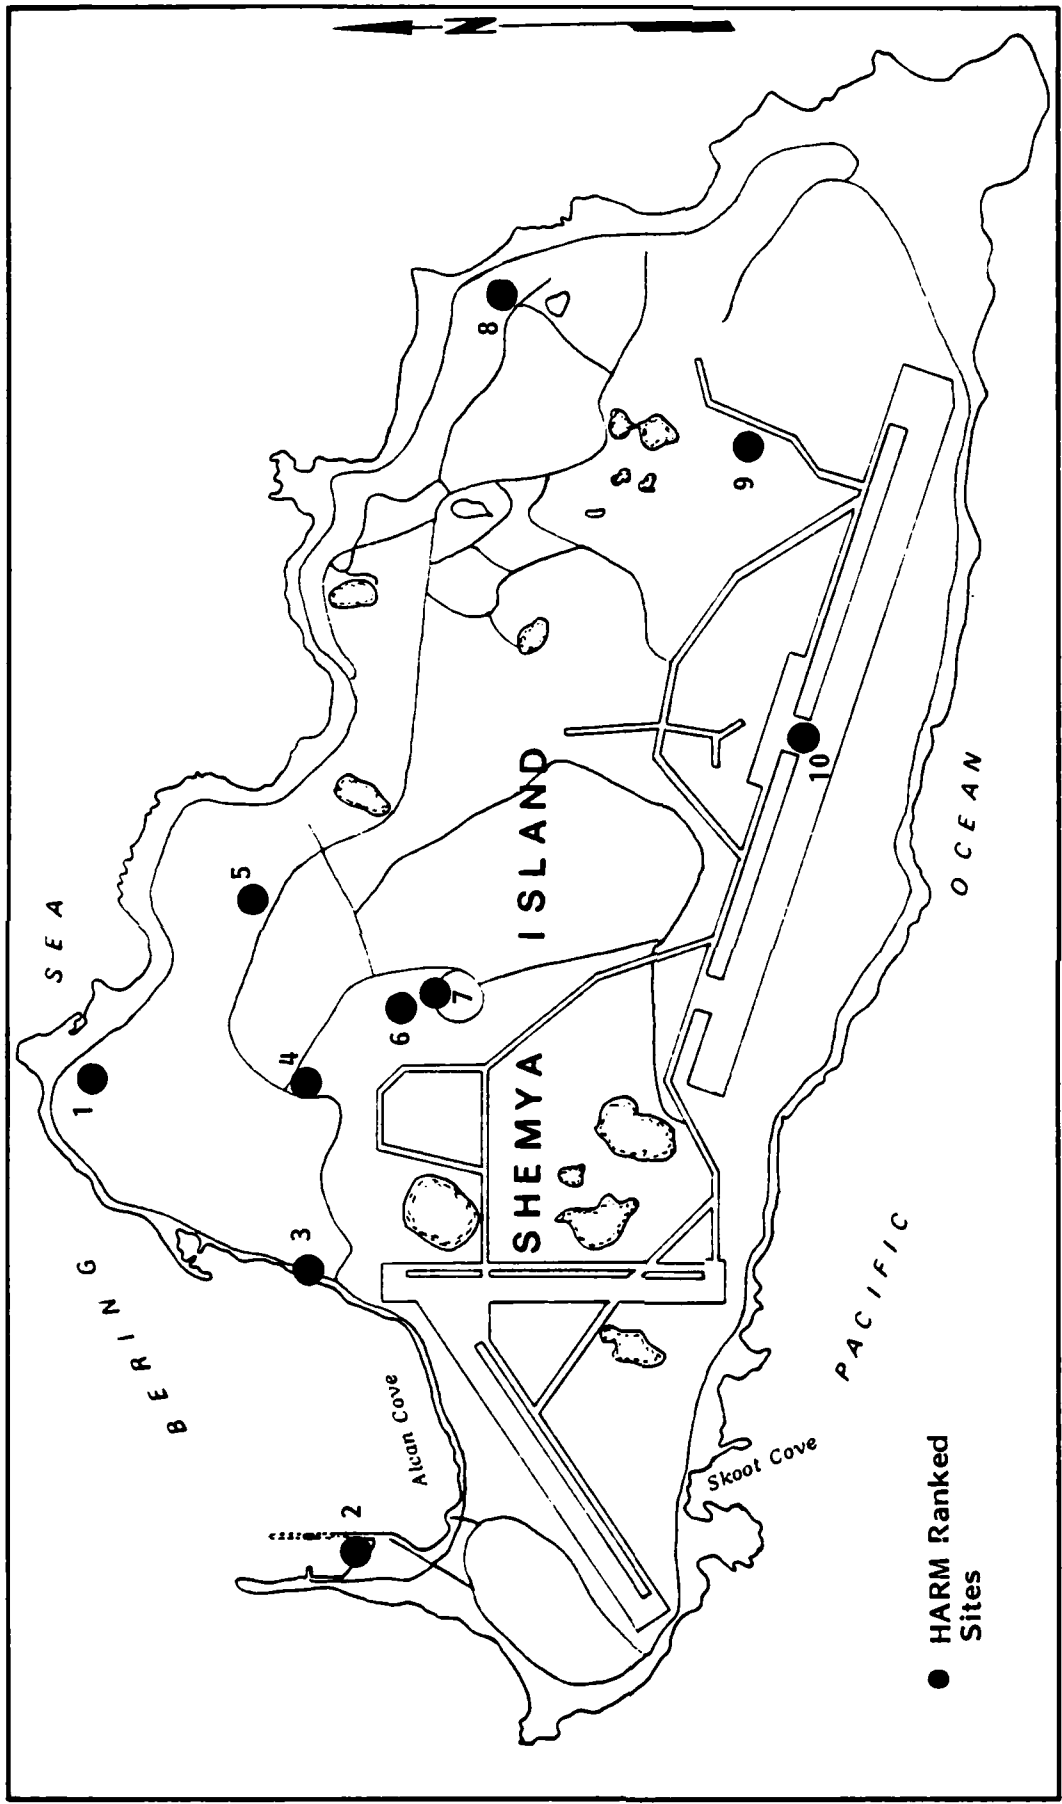 N
BERING SEA
1
2
3
4
5
6
7
8
9
10
Alcan Cove
SHEMYA ISLAND
Skoot Cove
PACIFIC OCEAN
HARM Ranked
Sites